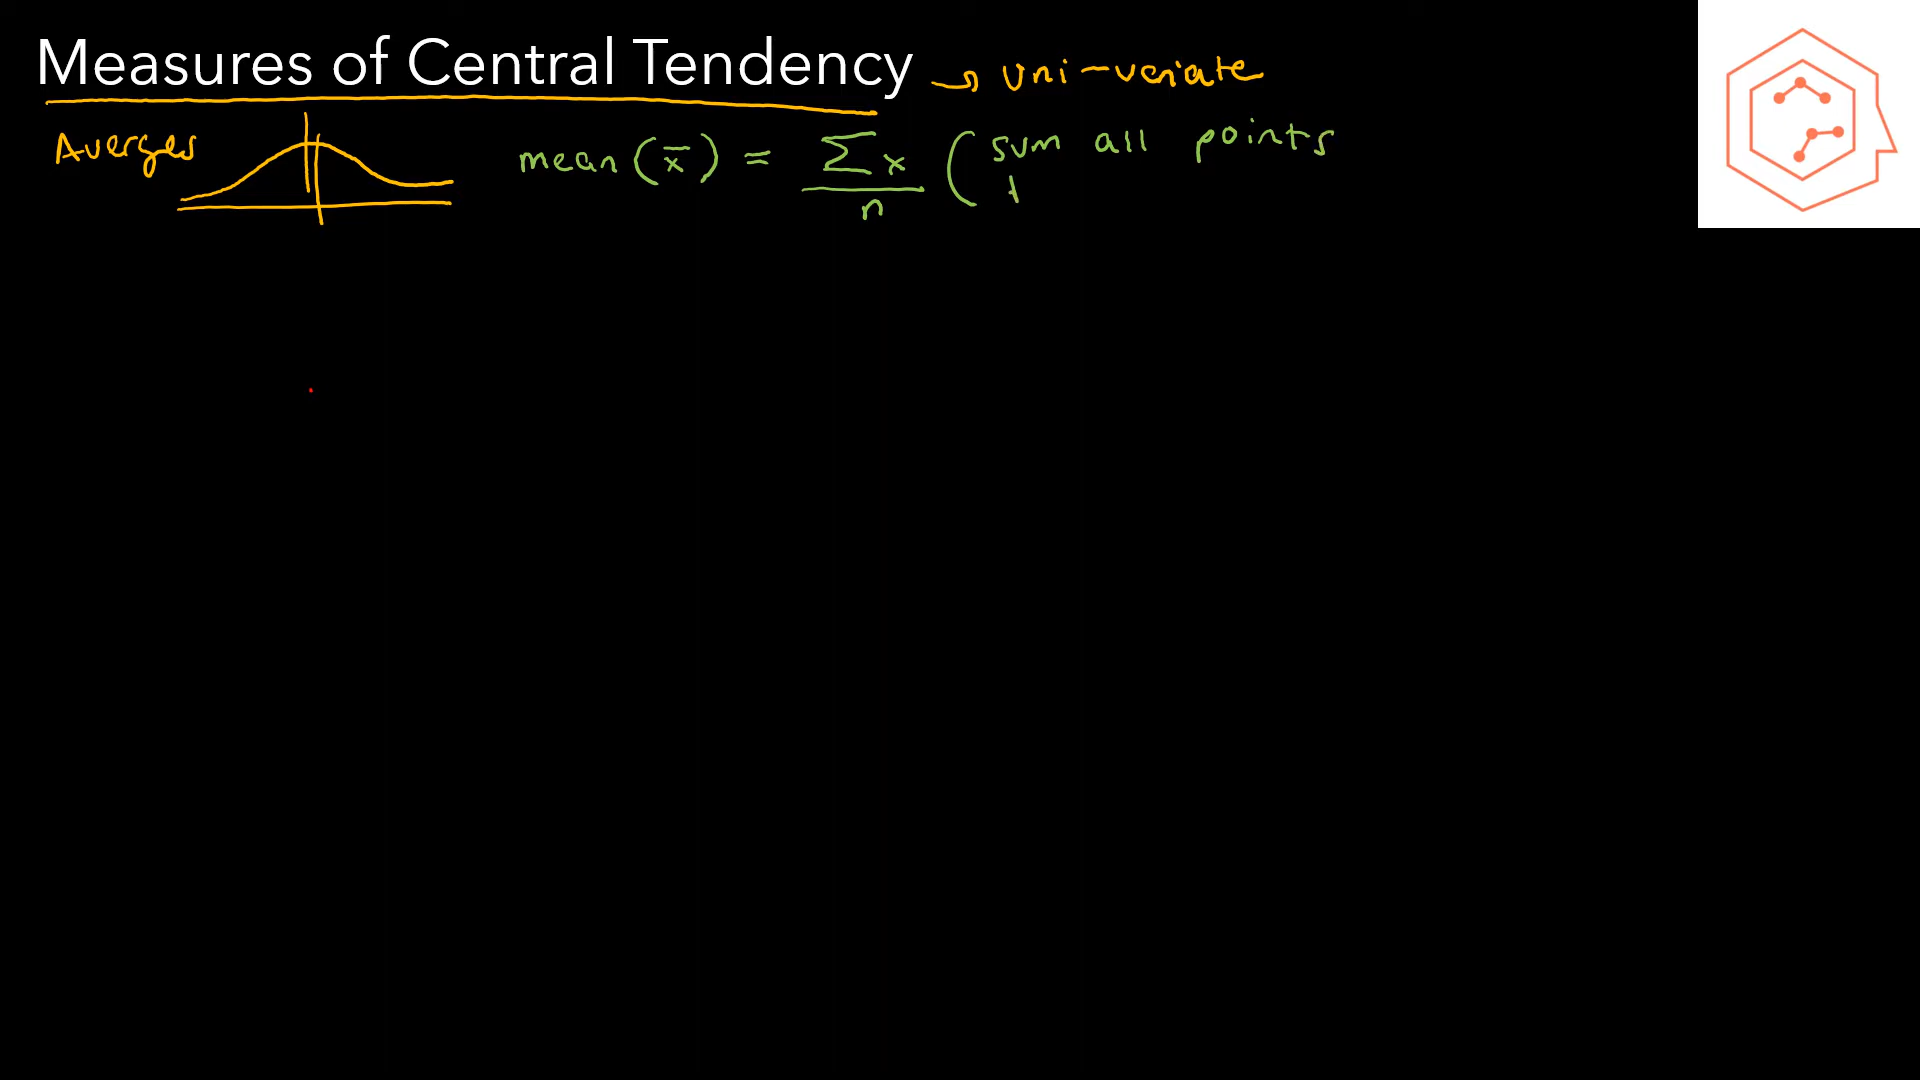 Measures of Central Tendency → uni-variate
Averges
mean (x̄) = Σx / n ( sum all points